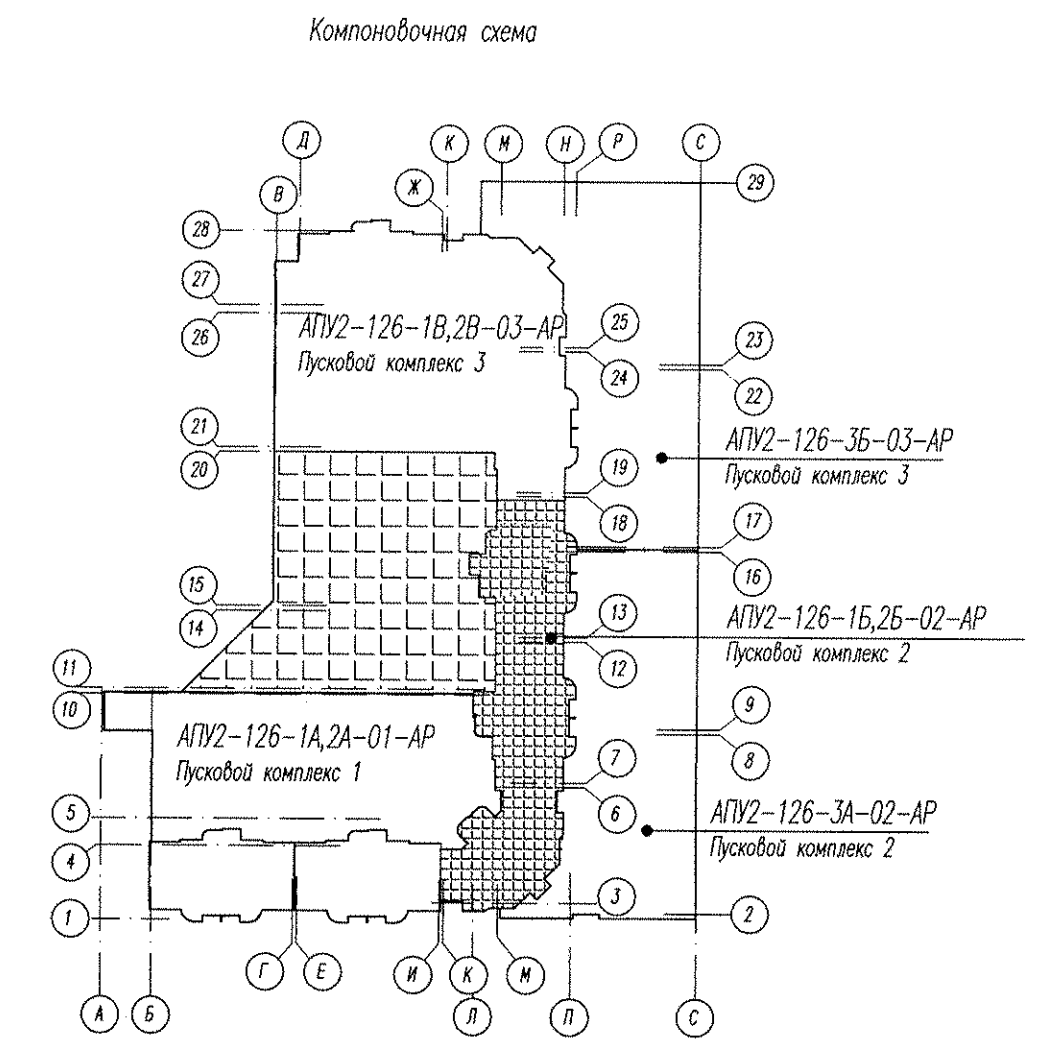 Компоновочная схема
Д
К
М
Н
Р
С
В
Ж
29
28
27
26
АПУ2-126-1В,2В-03-АР
Пусковой комплекс 3
25
24
23
22
21
20
АПУ2-126-3Б-03-АР
Пусковой комплекс 3
19
18
17
16
15
14
13
12
АПУ2-126-1Б,2Б-02-АР
Пусковой комплекс 2
11
10
АПУ2-126-1А,2А-01-АР
Пусковой комплекс 1
9
8
7
6
5
4
АПУ2-126-3А-02-АР
Пусковой комплекс 2
3
2
1
Г
Е
И
К
М
А
Б
Л
П
С